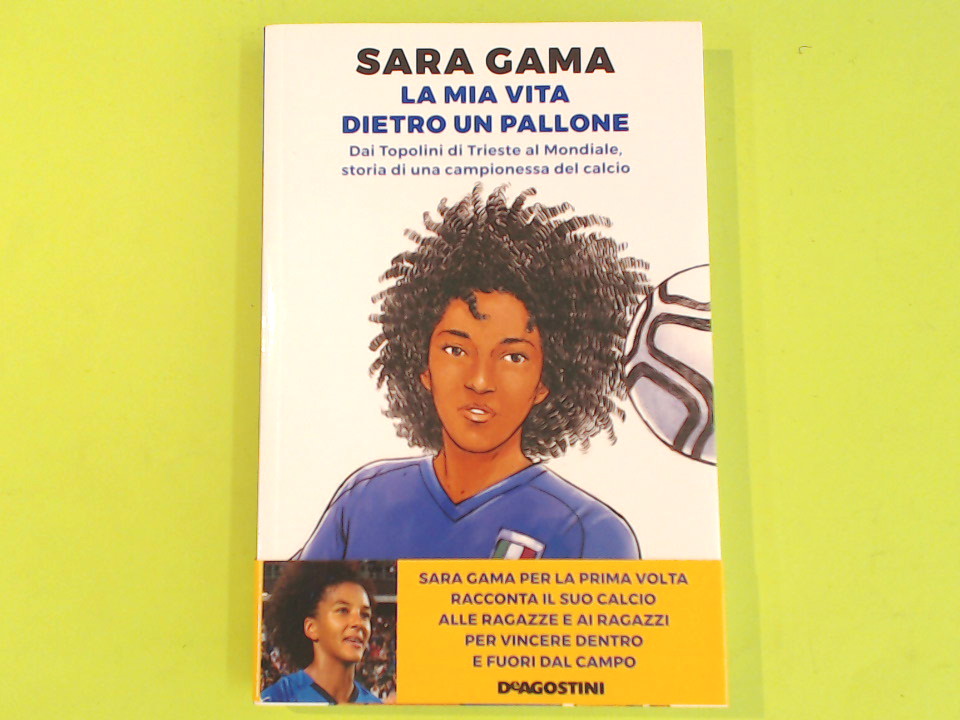 SARA GAMA
LA MIA VITA
DIETRO UN PALLONE
Dai Topolini di Trieste al Mondiale,
storia di una campionessa del calcio
SARA GAMA PER LA PRIMA VOLTA
RACCONTA IL SUO CALCIO
ALLE RAGAZZE E AI RAGAZZI
PER VINCERE DENTRO
E FUORI DAL CAMPO
DeAGOSTINI